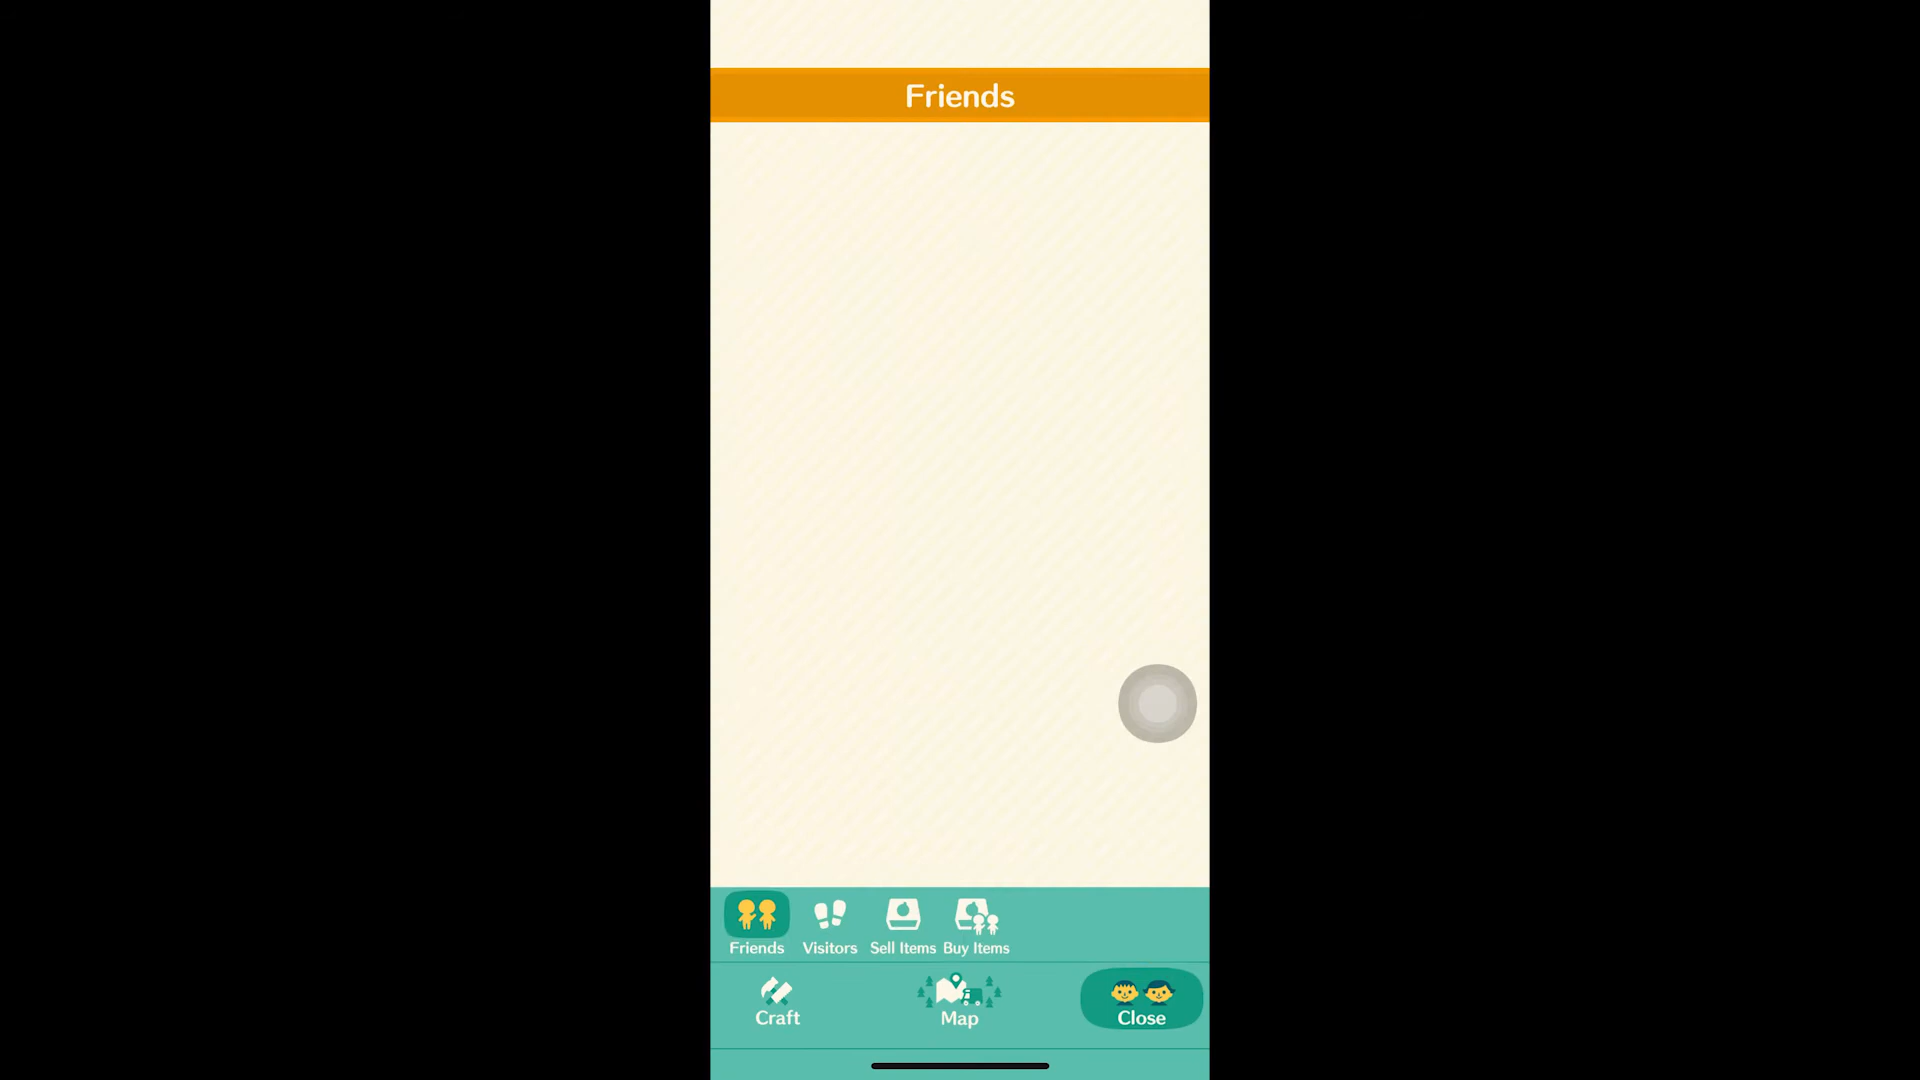 Friends
Friends
Visitors
Sell Items
Buy Items
Craft
Map
Close